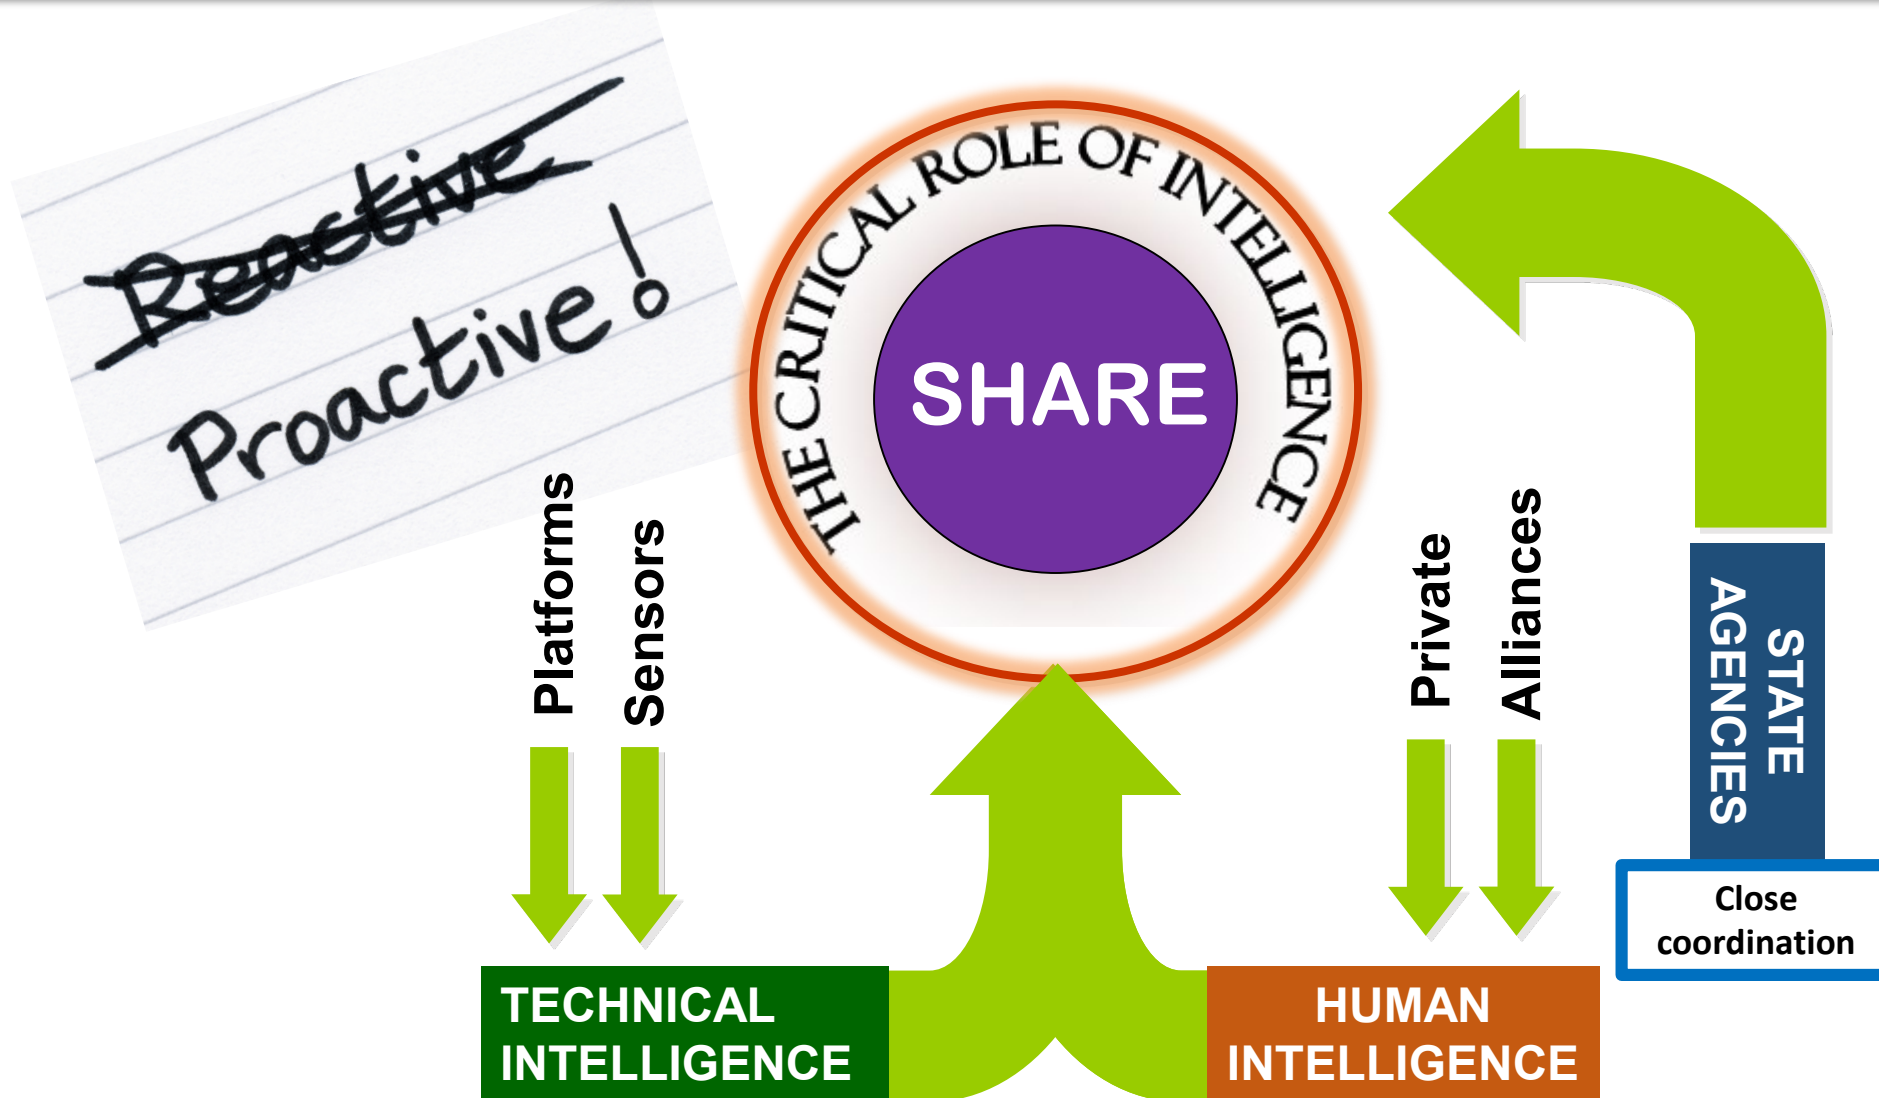 Reactive
Proactive!
THE CRITICAL ROLE OF INTELLIGENCE
SHARE
Platforms
Sensors
Private
Alliances
STATE
AGENCIES
Close
coordination
TECHNICAL
INTELLIGENCE
HUMAN
INTELLIGENCE